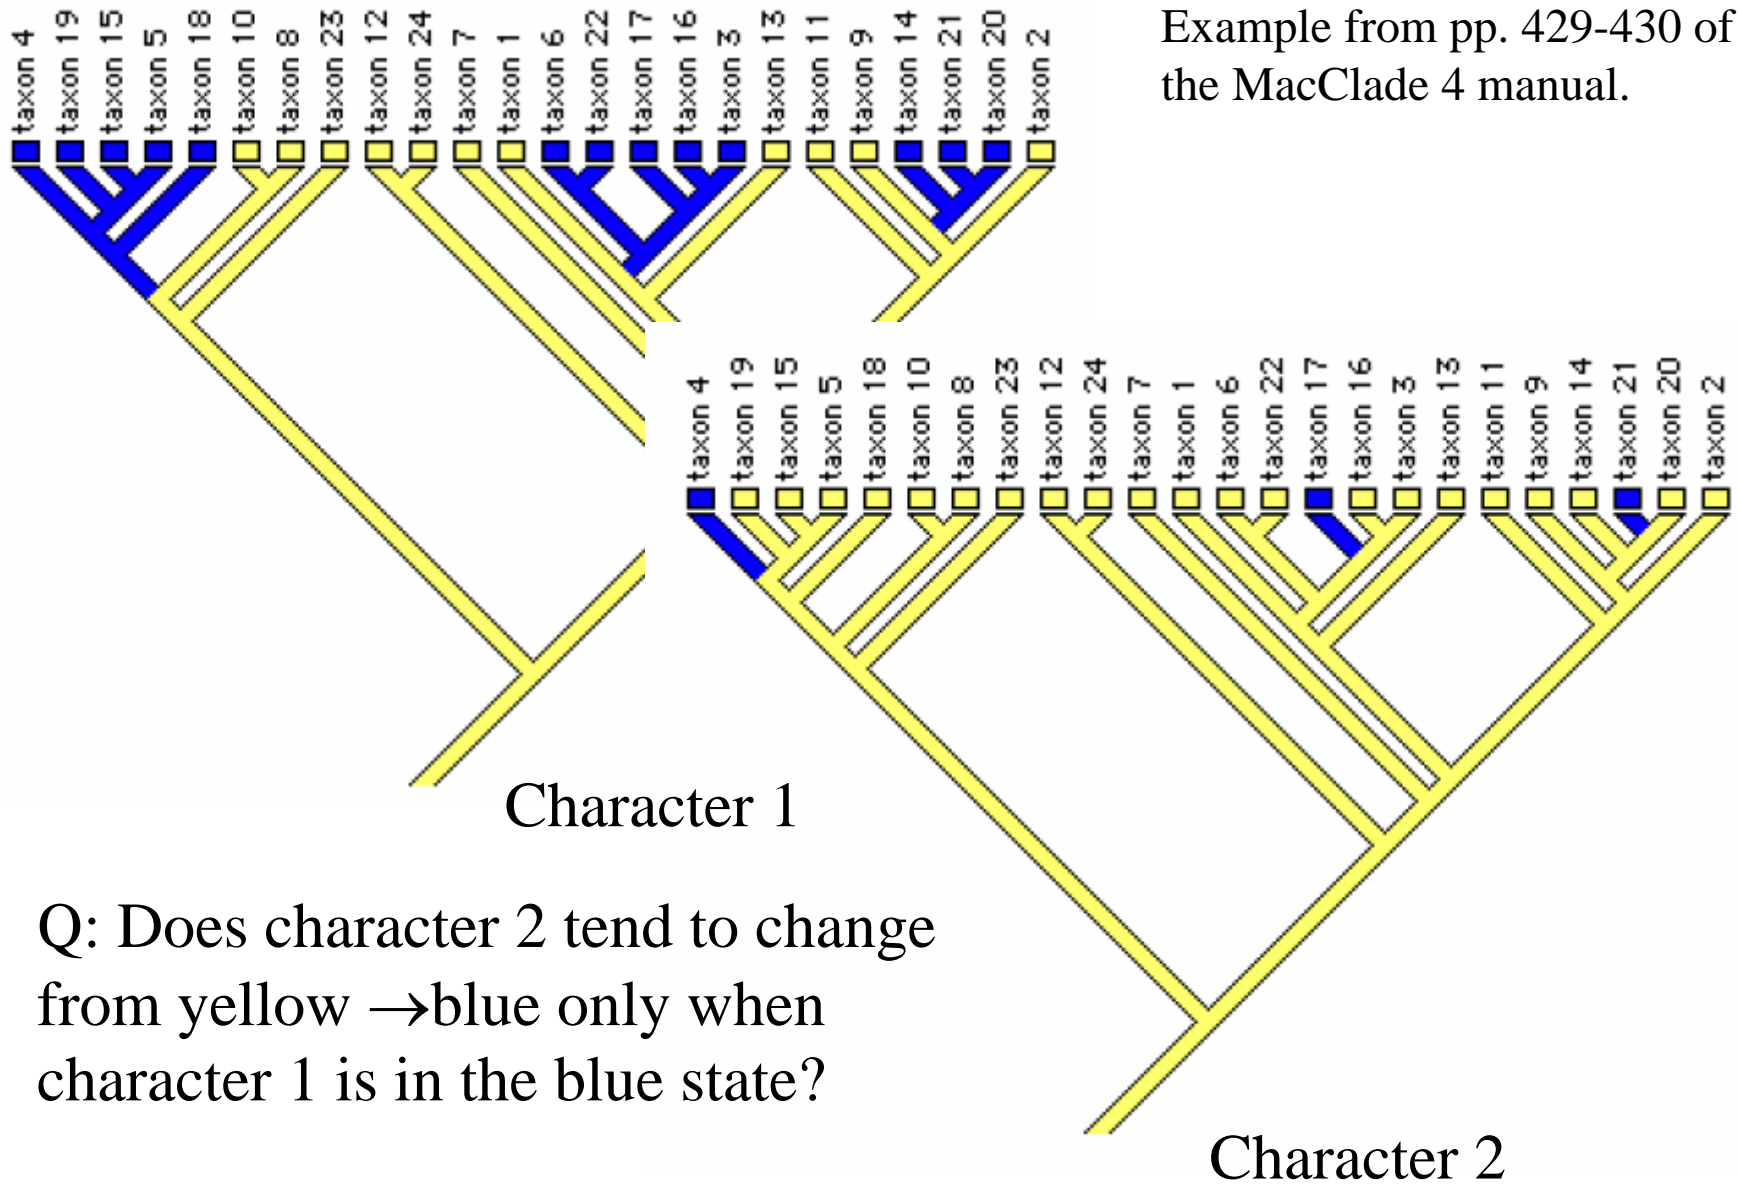 taxon 4
taxon 19
taxon 15
taxon 5
taxon 18
taxon 10
taxon 8
taxon 23
taxon 12
taxon 24
taxon 7
taxon 1
taxon 6
taxon 22
taxon 17
taxon 16
taxon 3
taxon 13
taxon 11
taxon 9
taxon 14
taxon 21
taxon 20
taxon 2
Example from pp. 429-430 of
the MacClade 4 manual.
taxon 4
taxon 19
taxon 15
taxon 5
taxon 18
taxon 10
taxon 8
taxon 23
taxon 12
taxon 24
taxon 7
taxon 1
taxon 6
taxon 22
taxon 17
taxon 16
taxon 3
taxon 13
taxon 11
taxon 9
taxon 14
taxon 21
taxon 20
taxon 2
Character 1
Q: Does character 2 tend to change
from yellow →blue only when
character 1 is in the blue state?
Character 2